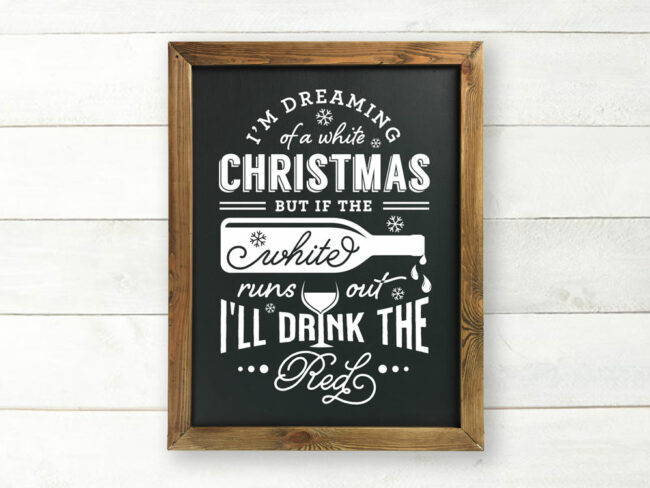 I'M DREAMING
of a white
CHRISTMAS
BUT IF THE
white
runs out
I'LL DRINK THE
Red